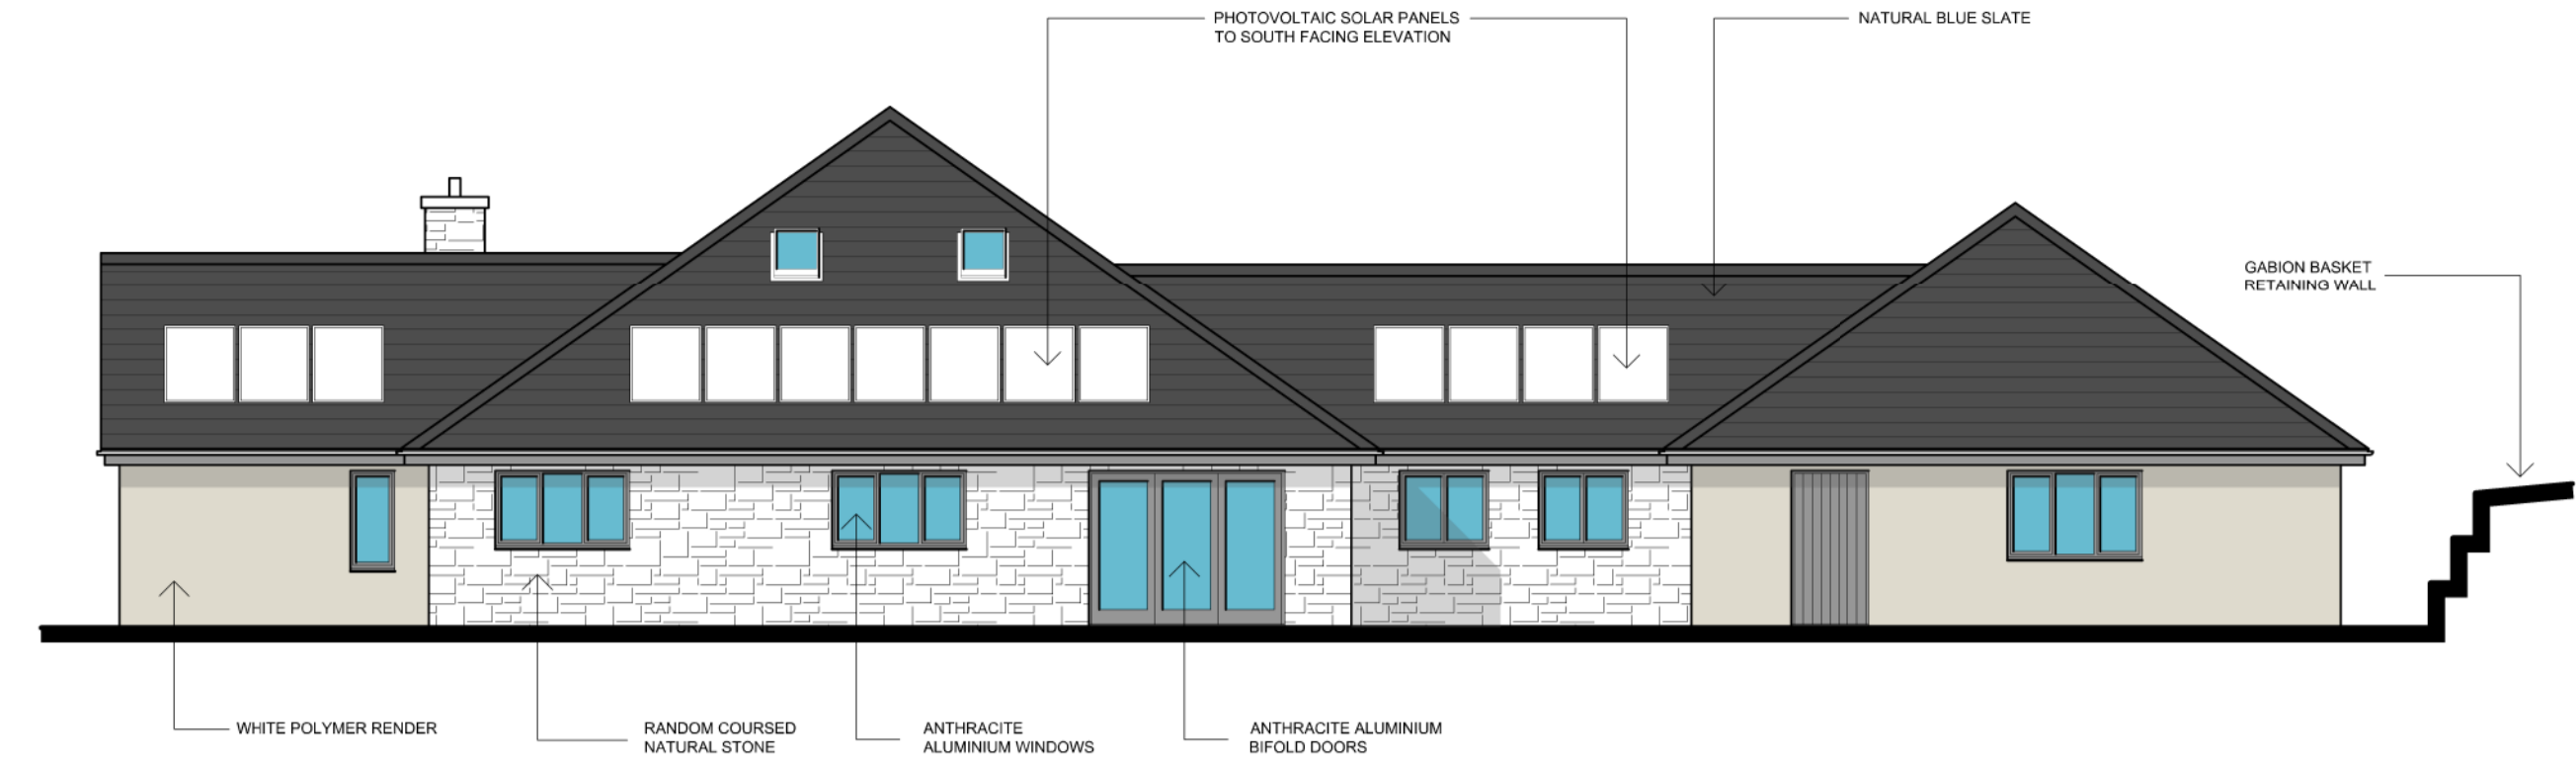 PHOTOVOLTAIC SOLAR PANELS
TO SOUTH FACING ELEVATION
NATURAL BLUE SLATE
GABION BASKET
RETAINING WALL
WHITE POLYMER RENDER
RANDOM COURSED
NATURAL STONE
ANTHRACITE
ALUMINIUM WINDOWS
ANTHRACITE ALUMINIUM
BIFOLD DOORS